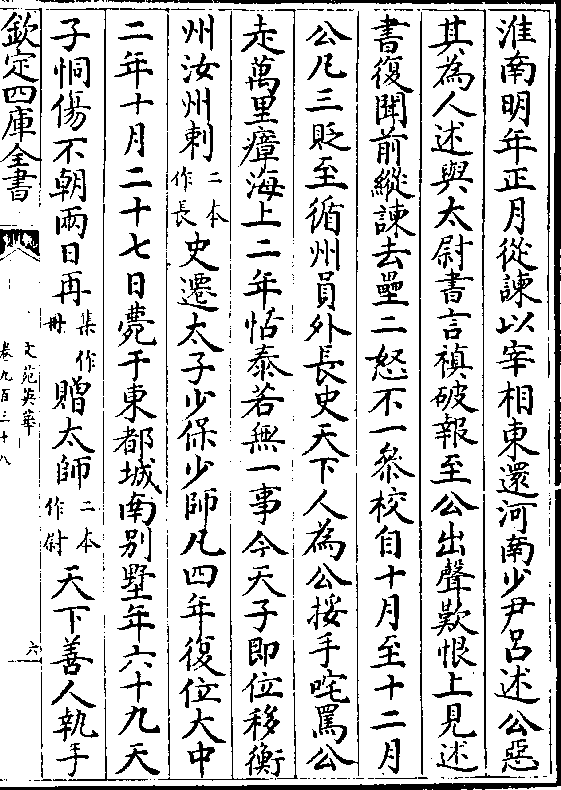 淮南明年正月從諫以宰相東還河南少尹吕述公惡
其為人述與太尉書言稹破報至公出聲歎恨上見述
書復聞前縱諫去疊二怒不一叅校自十月至十二月
公凡三貶至循州員外長史天下人為公挼手咤罵公
走萬里瘴海上二年恬泰若無一事今天子即位移衡
州汝州刺二本作長史遷太子少保少師凡四年復位大中
二年十月二十七日薨于東都城南别墅年六十九天
子恫傷不朝兩日再集作冊贈太師二本作尉天下善人執手
欽定四庫全書
文苑英華
卷九百三十八
六